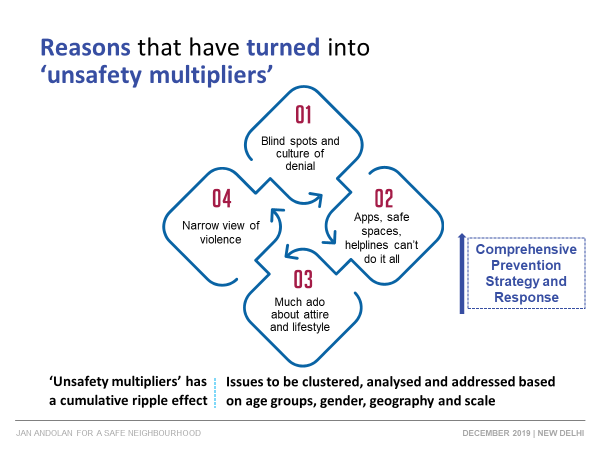 Reasons that have turned into
‘unsafety multipliers’
01
Blind spots and
culture of
denial
02
Apps, safe
spaces,
helplines can’t
do it all
03
Much ado
about attire
and lifestyle
04
Narrow view of
violence
Comprehensive
Prevention
Strategy and
Response
‘Unsafety multipliers’ has
a cumulative ripple effect
Issues to be clustered, analysed and addressed based
on age groups, gender, geography and scale
JAN ANDOLAN FOR A SAFE NEIGHBOURHOOD
DECEMBER 2019 | NEW DELHI